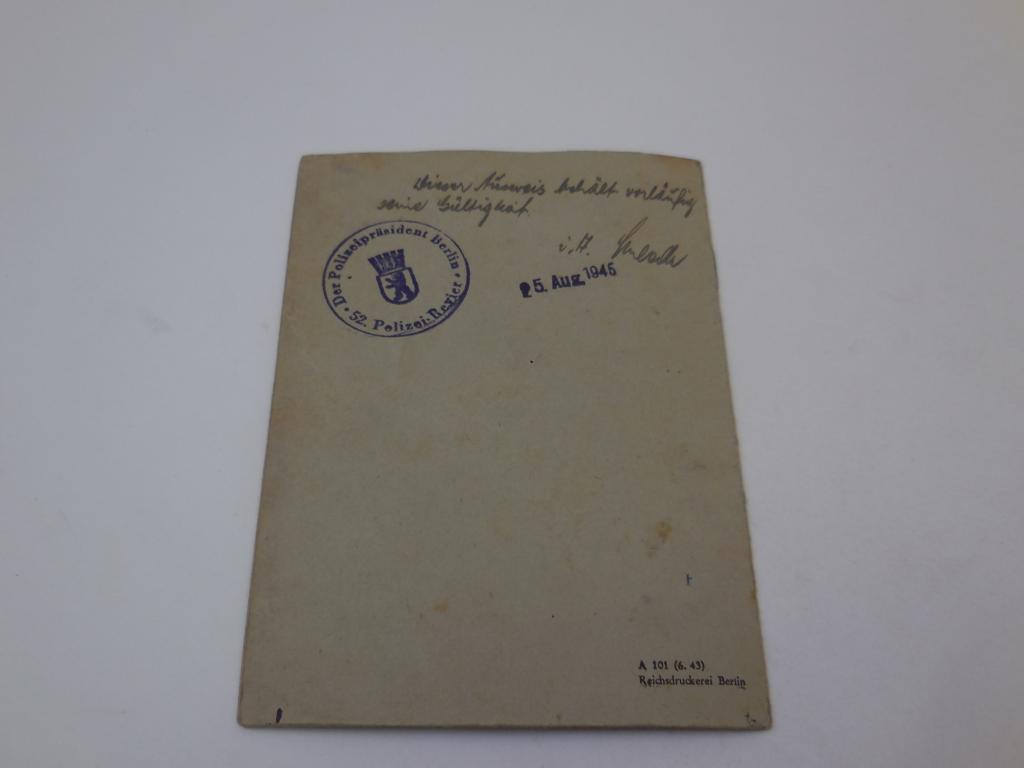 Dieser Ausweis behält vorläufig
seine Gültigkeit.
i.A.
Der Polizeipräsident Berlin
52. Polizei-Revier
25. Aug. 1945
A 101 (6. 43)
Reichsdruckerei Berlin